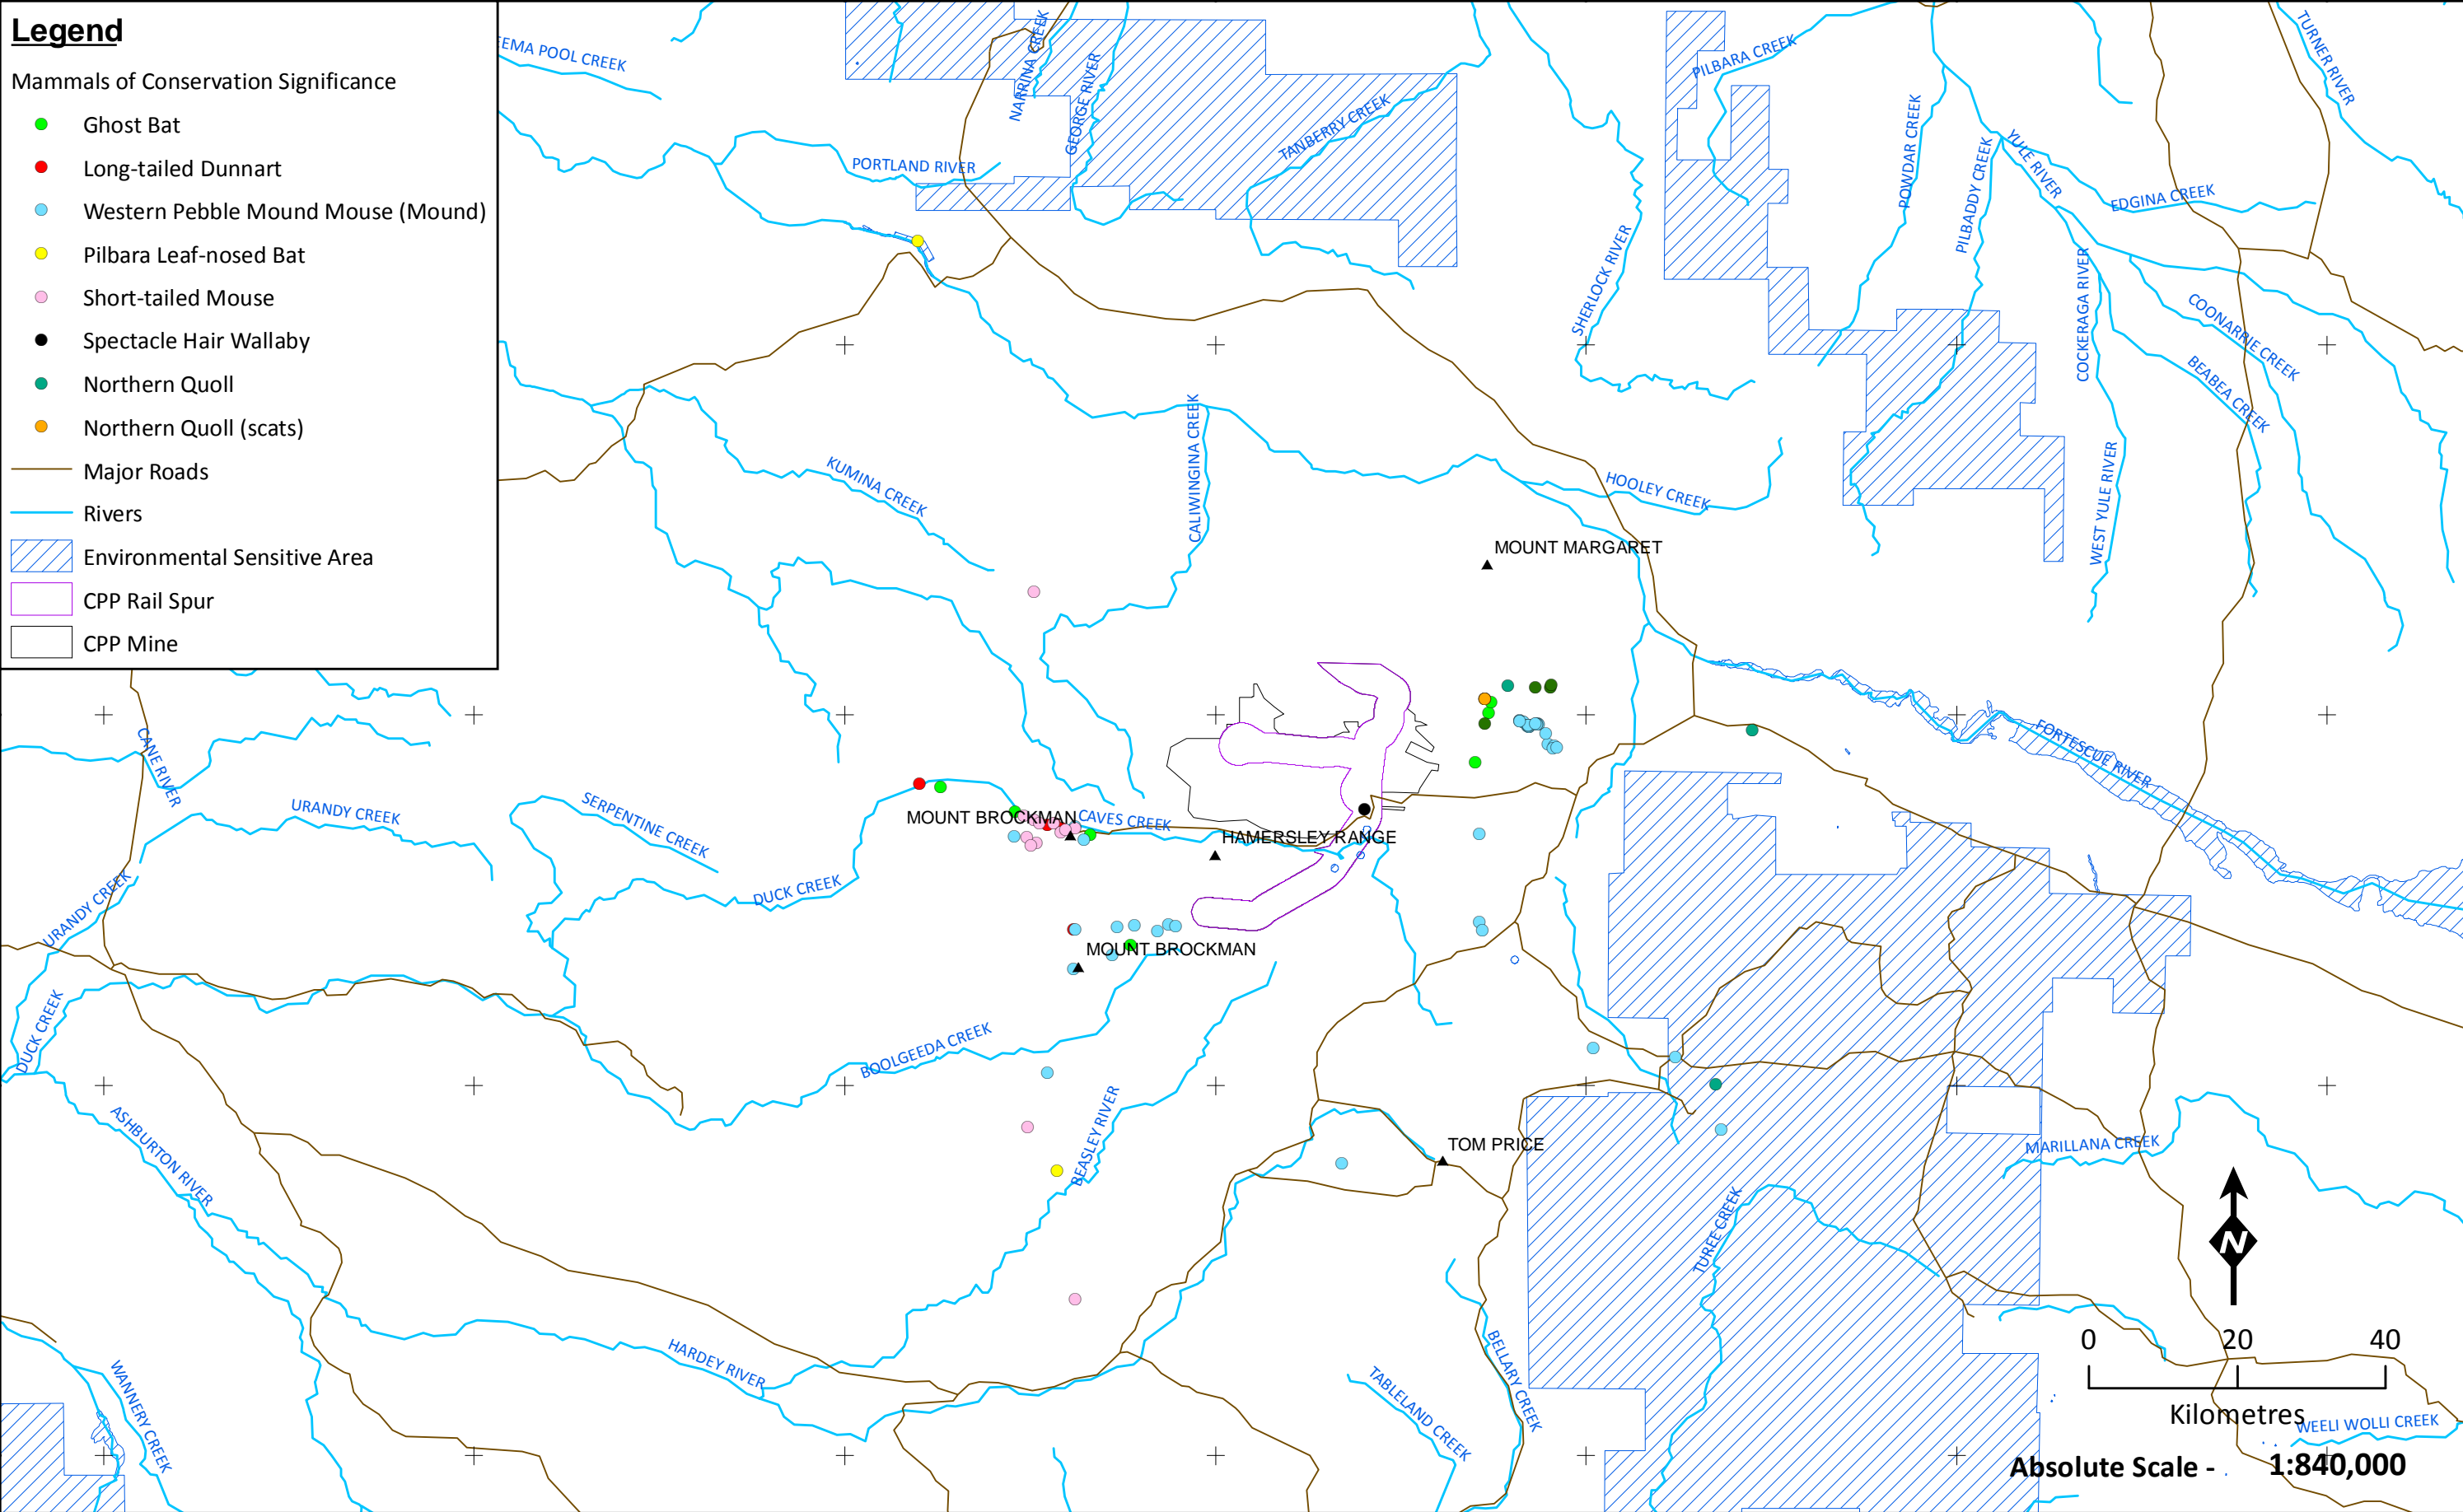 Legend
Mammals of Conservation Significance
Ghost Bat
Long-tailed Dunnart
Western Pebble Mound Mouse (Mound)
Pilbara Leaf-nosed Bat
Short-tailed Mouse
Spectacle Hair Wallaby
Northern Quoll
Northern Quoll (scats)
Major Roads
Rivers
Environmental Sensitive Area
CPP Rail Spur
CPP Mine
EEMA POOL CREEK
NARRINA CREEK
GEORGE RIVER
PORTLAND RIVER
TANBERRY CREEK
PILBARA CREEK
TURNER RIVER
POWDAR CREEK
PILBADDY CREEK
YULE RIVER
EDGINA CREEK
SHERLOCK RIVER
COCKERAGA RIVER
COONARRIE CREEK
BEABEA CREEK
WEST YULE RIVER
KUMINA CREEK
CALIWINGINA CREEK
HOOLEY CREEK
MOUNT MARGARET
CANE RIVER
URANDY CREEK
SERPENTINE CREEK
MOUNT BROCKMAN
CAVES CREEK
HAMERSLEY RANGE
FORTESCUE RIVER
DUCK CREEK
URANDY CREEK
MOUNT BROCKMAN
DUCK CREEK
BOOLGEEDA CREEK
ASHBURTON RIVER
BEASLEY RIVER
TOM PRICE
MARILLANA CREEK
TUREE CREEK
N
HARDEY RIVER
WANNERY CREEK
BELLARY CREEK
TABLELAND CREEK
0 20 40
Kilometres
WEELI WOLLI CREEK
Absolute Scale - 1:840,000